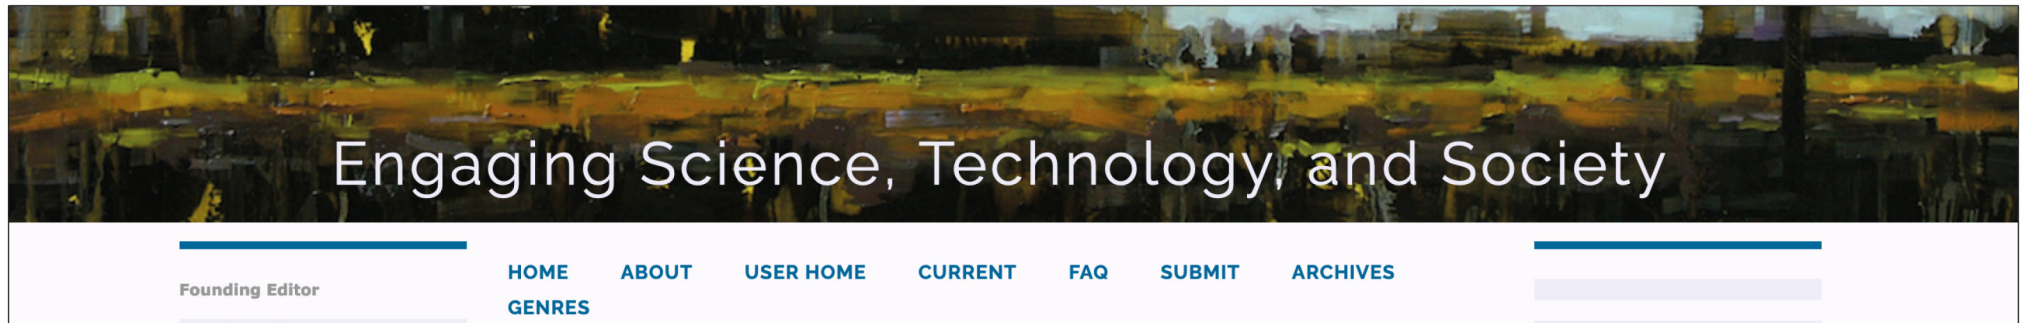 Engaging Science, Technology, and Society
Founding Editor
HOME ABOUT USER HOME CURRENT FAQ SUBMIT ARCHIVES
GENRES